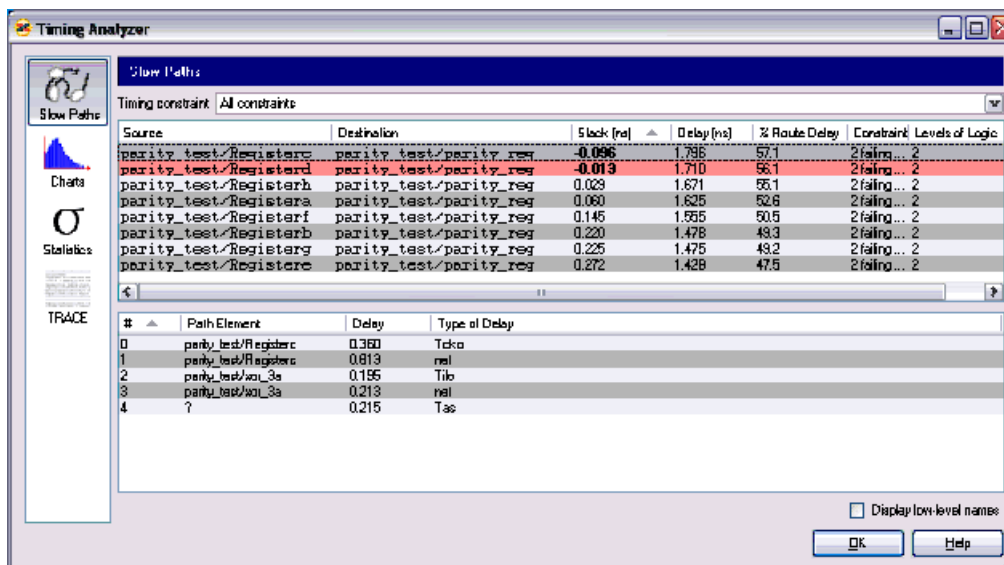 Timing Analyzer
Slow Paths
Slow Paths
Timing constraint All constraints
Source Destination Slack (ns) Delay (ns) % Route Delay Constraint Levels of Logic
parity_test/Registerc parity_test/parity_reg -0.096 1.796 57.1 2 failing... 2
parity_test/Registerd parity_test/parity_reg -0.013 1.710 56.1 2 failing... 2
parity_test/Registerh parity_test/parity_reg 0.029 1.671 55.1 2 failing... 2
parity_test/Registera parity_test/parity_reg 0.060 1.625 52.6 2 failing... 2
parity_test/Registerf parity_test/parity_reg 0.145 1.555 50.5 2 failing... 2
parity_test/Registerb parity_test/parity_reg 0.220 1.478 49.3 2 failing... 2
parity_test/Registerg parity_test/parity_reg 0.225 1.475 49.2 2 failing... 2
parity_test/Registere parity_test/parity_reg 0.272 1.428 47.5 2 failing... 2
Charts
σ
Statistics
TRACE
# Path Element Delay Type of Delay
0 parity_test/Registerc 0.360 Tcko
1 parity_test/Registerc 0.813 net
2 parity_test/xor_3a 0.195 Tilo
3 parity_test/xor_3a 0.213 net
4 ? 0.215 Tas
Display low-level names
OK Help